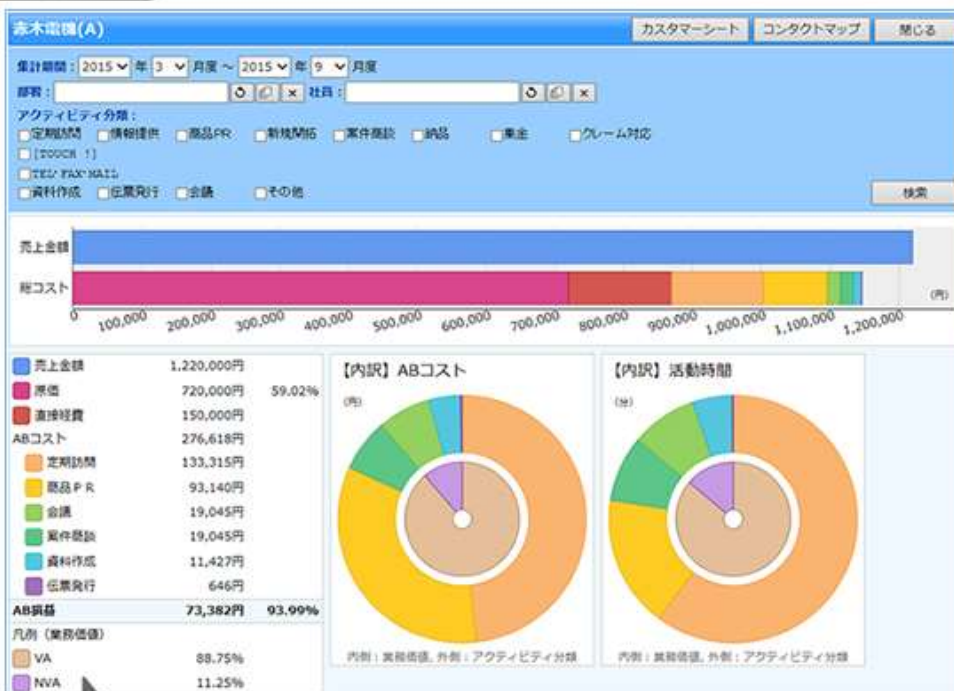 赤木電機(A)
カスタマーシート コンタクトマップ 閉じる
集計期間：2015 年 3 月度 ～ 2015 年 9 月度
部署： 社員：
アクティビティ分類：
定期訪問 情報提供 商品PR 新規開拓 案件商談 納品 集金 クレーム対応
[TOUCH !]
TEL・FAX・MAIL
資料作成 伝票発行 会議 その他
検索
売上金額
総コスト
(円)
0 100,000 200,000 300,000 400,000 500,000 600,000 700,000 800,000 900,000 1,000,000 1,100,000 1,200,000
売上金額 1,220,000円
原価 720,000円 59.02%
直接経費 150,000円
ABコスト 276,618円
定期訪問 133,315円
商品PR 93,140円
会議 19,045円
案件商談 19,045円
資料作成 11,427円
伝票発行 646円
AB損益 73,382円 93.99%
凡例（業務価値）
VA 88.75%
NVA 11.25%
【内訳】ABコスト
(円)
内側：業務価値, 外側：アクティビティ分類
【内訳】活動時間
(分)
内側：業務価値, 外側：アクティビティ分類